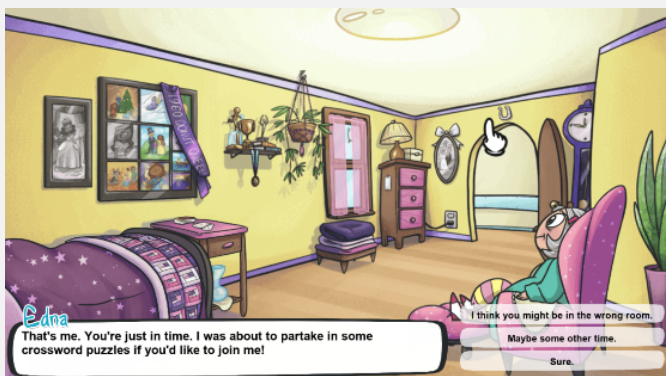 Edna
That's me. You're just in time. I was about to partake in some
crossword puzzles if you'd like to join me!
I think you might be in the wrong room.
Maybe some other time.
Sure.